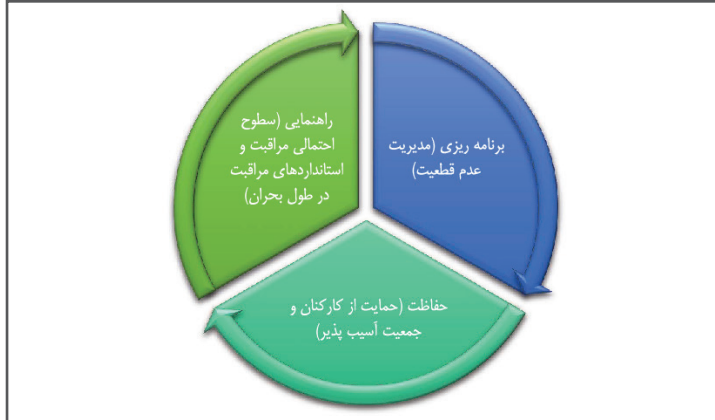 برنامه ریزی (مدیریت
عدم قطعیت)
حفاظت (حمایت از کارکنان و
جمعیت آسیب پذیر)
راهنمایی (سطوح
احتمالی مراقبت و
استانداردهای مراقبت
در طول بحران)